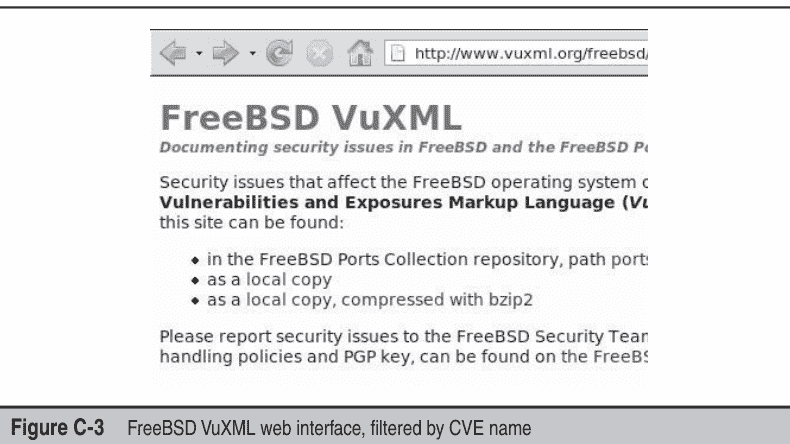 http://www.vuxml.org/freebsd/
FreeBSD VuXML
Documenting security issues in FreeBSD and the FreeBSD P
Security issues that affect the FreeBSD operating system
Vulnerabilities and Exposures Markup Language (Vu
this site can be found:
• in the FreeBSD Ports Collection repository, path ports
• as a local copy
• as a local copy, compressed with bzip2
Please report security issues to the FreeBSD Security Team
handling policies and PGP key, can be found on the FreeBS
Figure C-3 FreeBSD VuXML web interface, filtered by CVE name